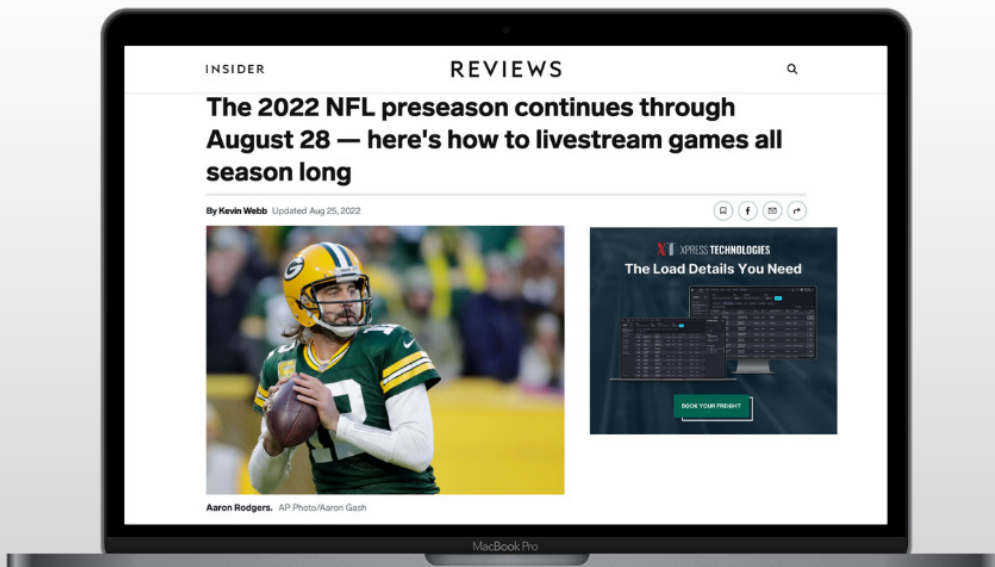 INSIDER
REVIEWS
The 2022 NFL preseason continues through
August 28 — here's how to livestream games all
season long
By Kevin Webb Updated Aug 25, 2022
XT XPRESS TECHNOLOGIES
The Load Details You Need
BOOK YOUR FREIGHT
G
12
Aaron Rodgers. AP Photo/Aaron Gash
MacBook Pro